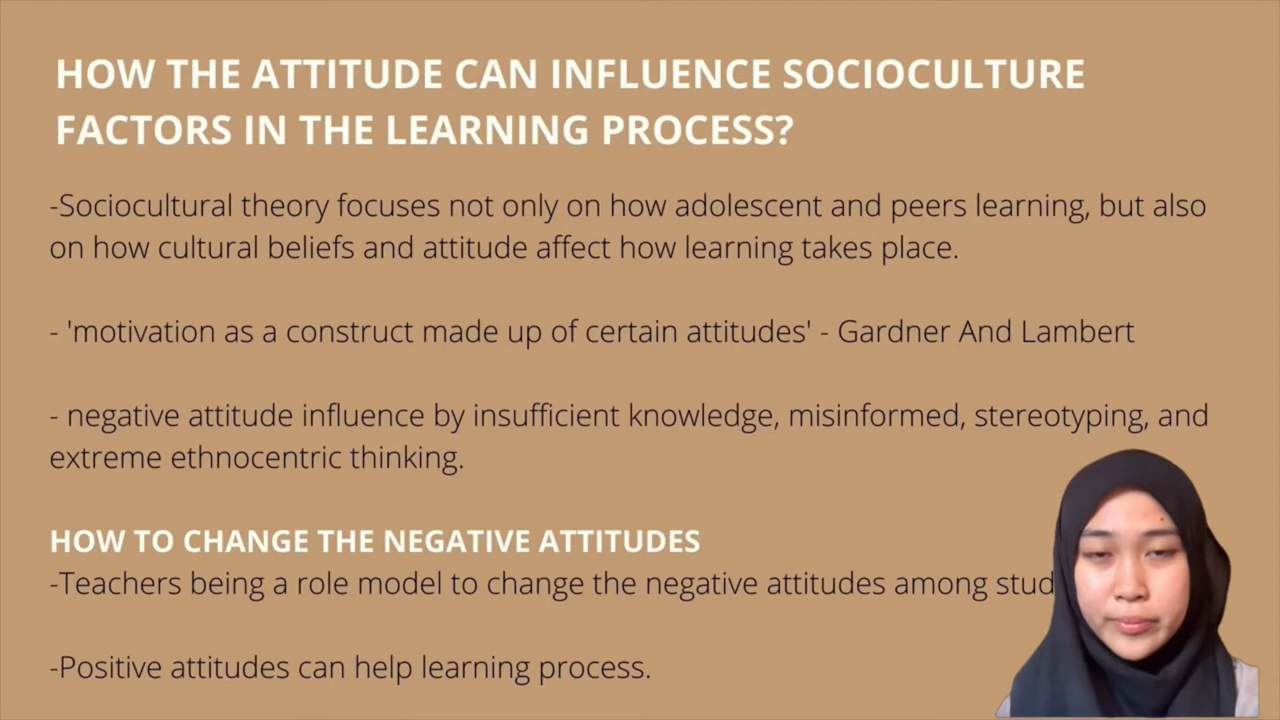 HOW THE ATTITUDE CAN INFLUENCE SOCIOCULTURE
FACTORS IN THE LEARNING PROCESS?
-Sociocultural theory focuses not only on how adolescent and peers learning, but also
on how cultural beliefs and attitude affect how learning takes place.
- 'motivation as a construct made up of certain attitudes' - Gardner And Lambert
- negative attitude influence by insufficient knowledge, misinformed, stereotyping, and
extreme ethnocentric thinking.
HOW TO CHANGE THE NEGATIVE ATTITUDES
-Teachers being a role model to change the negative attitudes among stud
-Positive attitudes can help learning process.